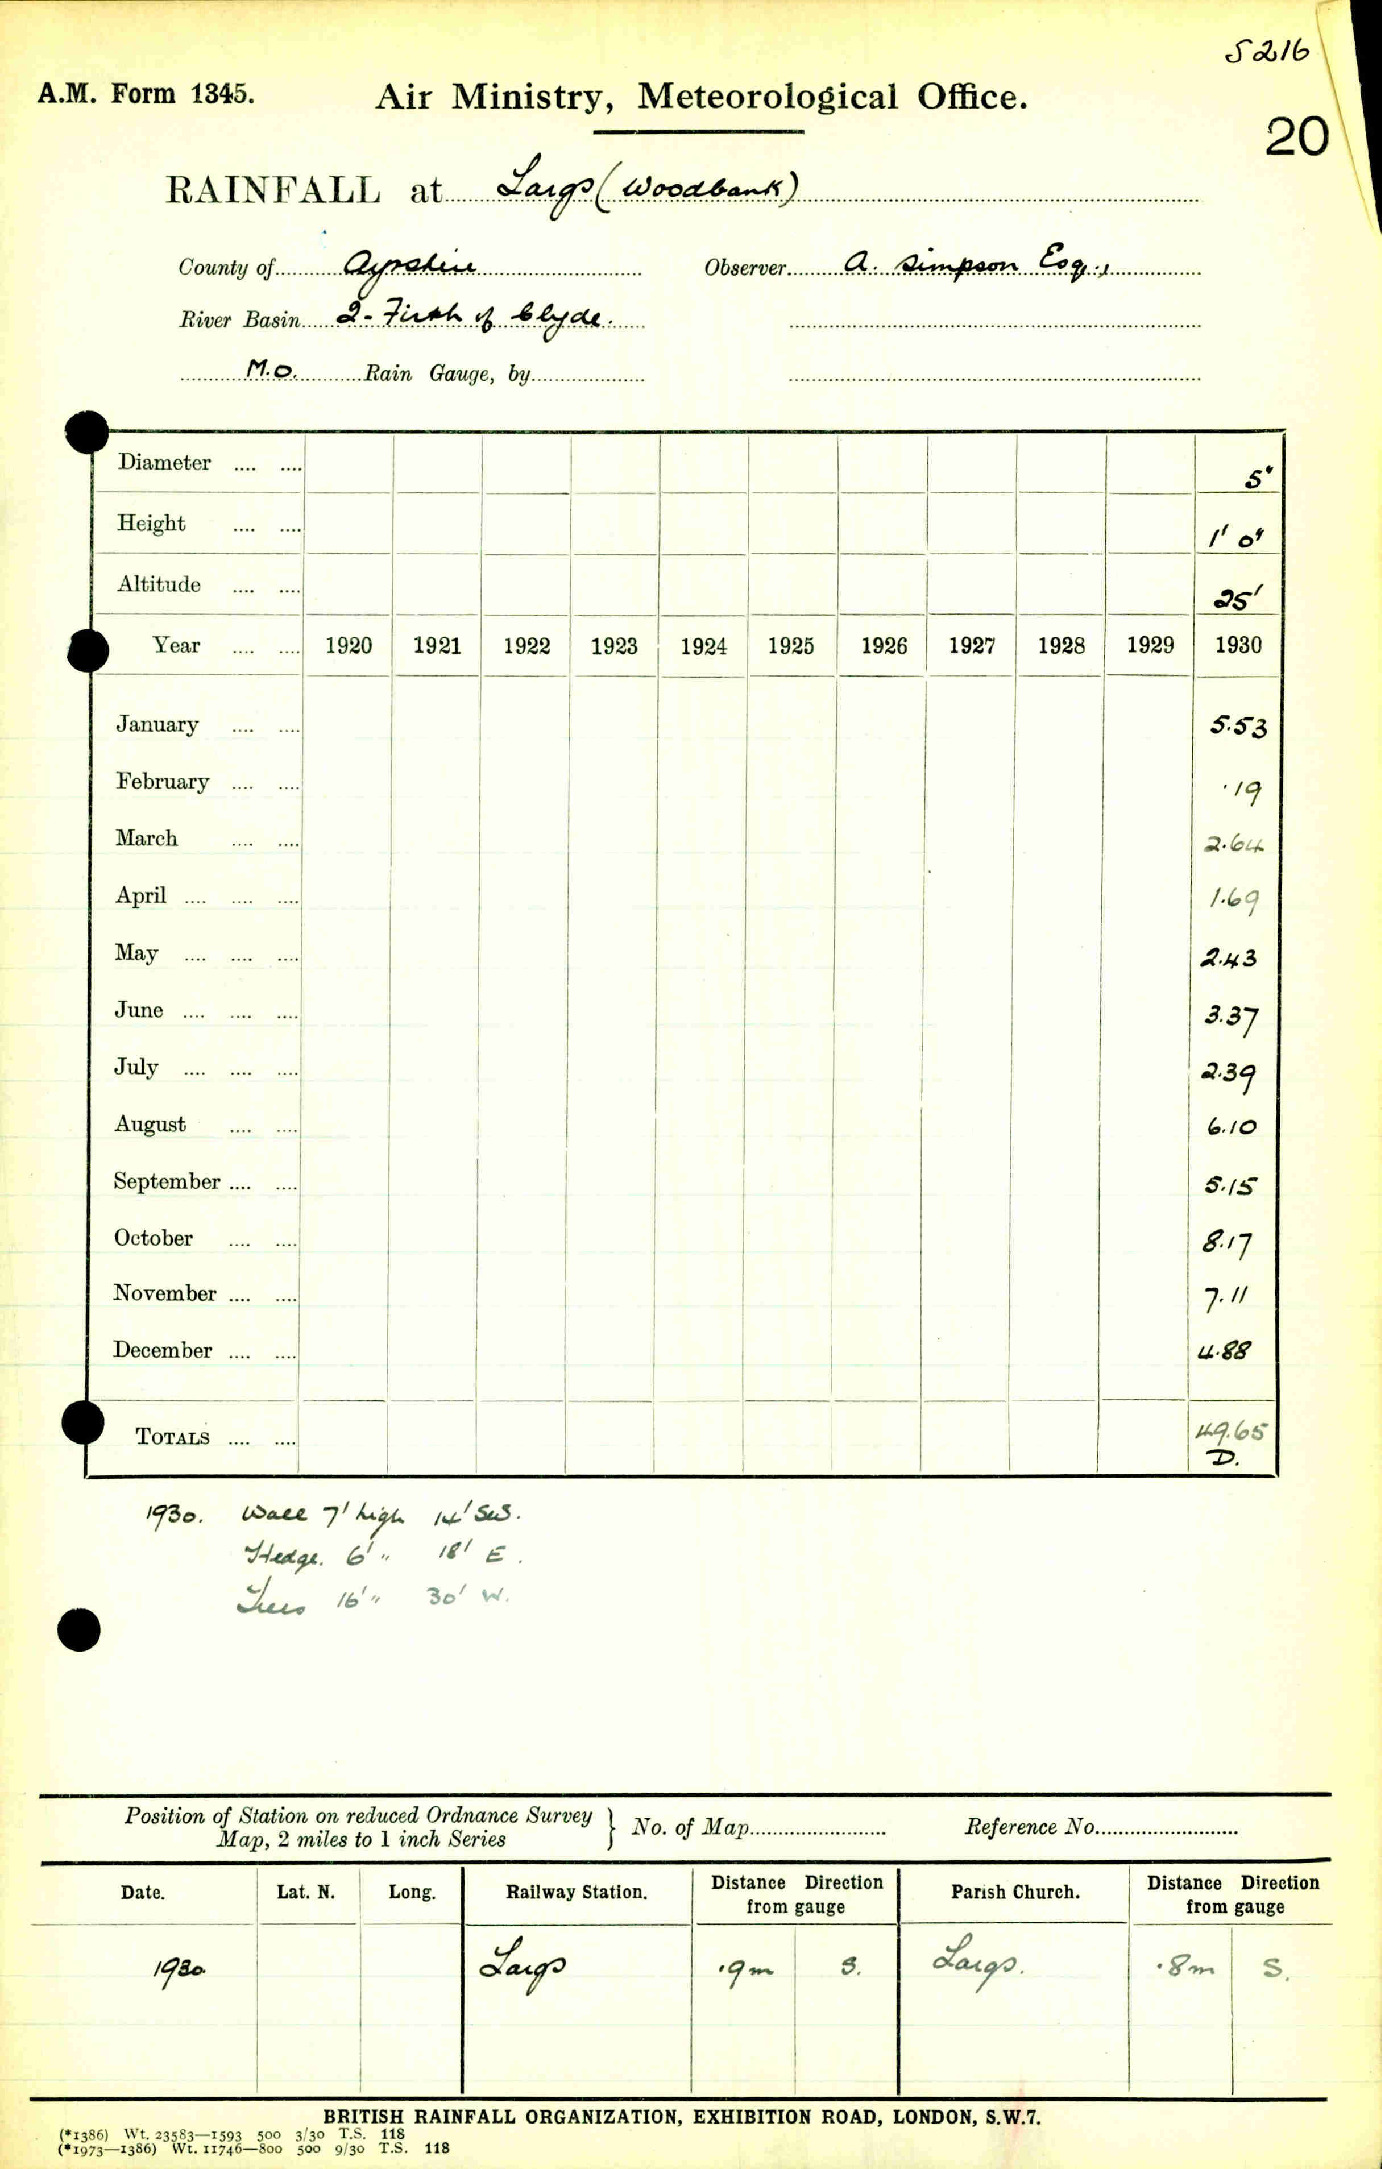 5216
A.M. Form 1345. Air Ministry, Meteorological Office.
20
RAINFALL at Largs (Woodbank)
County of Ayrshire Observer A. Simpson Esq.,
River Basin 2- Firth of Clyde.
M.O. Rain Gauge, by
Diameter .... .... 5"
Height .... .... 1' 0"
Altitude .... .... 25'
Year .... .... 1920 1921 1922 1923 1924 1925 1926 1927 1928 1929 1930
January .... .... 5.53
February .... .... .19
March .... .... 2.64
April .... .... .... 1.69
May .... .... .... 2.43
June .... .... .... 3.37
July .... .... .... 2.39
August .... .... 6.10
September .... .... 5.15
October .... .... 8.17
November .... .... 7.11
December .... .... 4.88
TOTALS .... .... 49.65
D.
1930. Wall 7' high 14' SW.
Hedge. 6' " 18' E.
Trees 16' " 30' W.
Position of Station on reduced Ordnance Survey
Map, 2 miles to 1 inch Series } No. of Map Reference No.
Date. Lat. N. Long. Railway Station. Distance Direction from gauge Parish Church. Distance Direction from gauge
1930 Largs .9m S. Largs. .8m S.
BRITISH RAINFALL ORGANIZATION, EXHIBITION ROAD, LONDON, S.W.7.
(*1386) Wt. 23583—1593 500 3/30 T.S. 118
(*1973—1386) Wt. 11746—800 500 9/30 T.S. 118